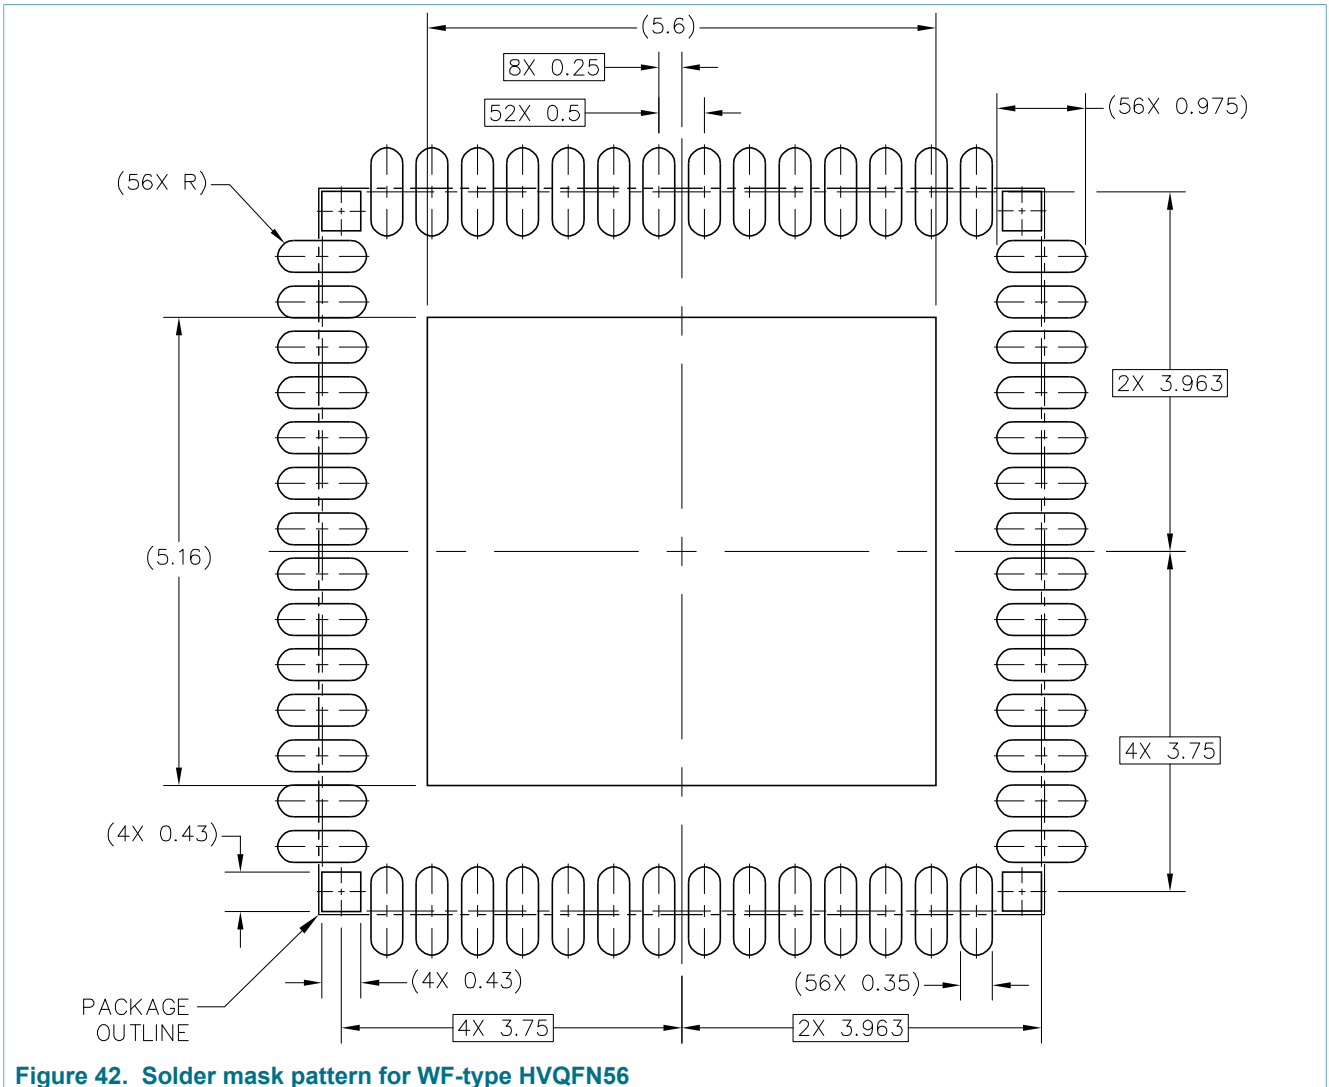 (5.6)
8X 0.25
52X 0.5
(56X 0.975)
(56X R)
2X 3.963
(5.16)
4X 3.75
(4X 0.43)
(4X 0.43)
(56X 0.35)
PACKAGE
OUTLINE
4X 3.75
2X 3.963
Figure 42. Solder mask pattern for WF-type HVQFN56